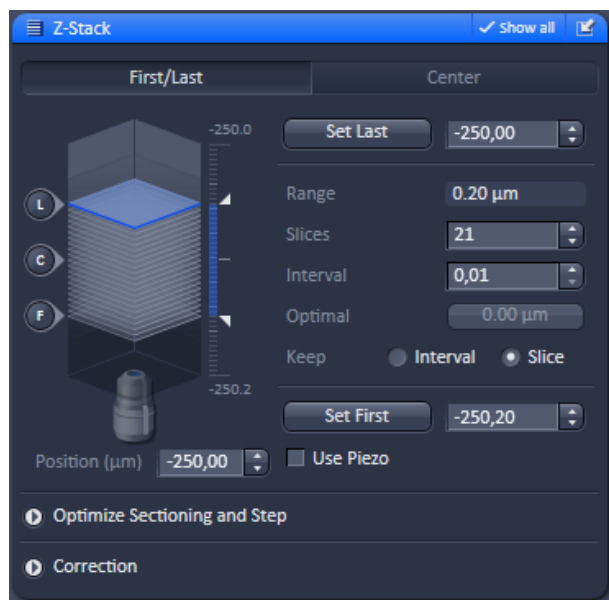 Z-Stack Show all
First/Last Center
-250.0 Set Last -250,00
Range 0.20 µm
L
Slices 21
C
Interval 0,01
F
Optimal 0.00 µm
Keep Interval Slice
-250.2
Set First -250,20
Position (µm) -250,00 Use Piezo
Optimize Sectioning and Step
Correction